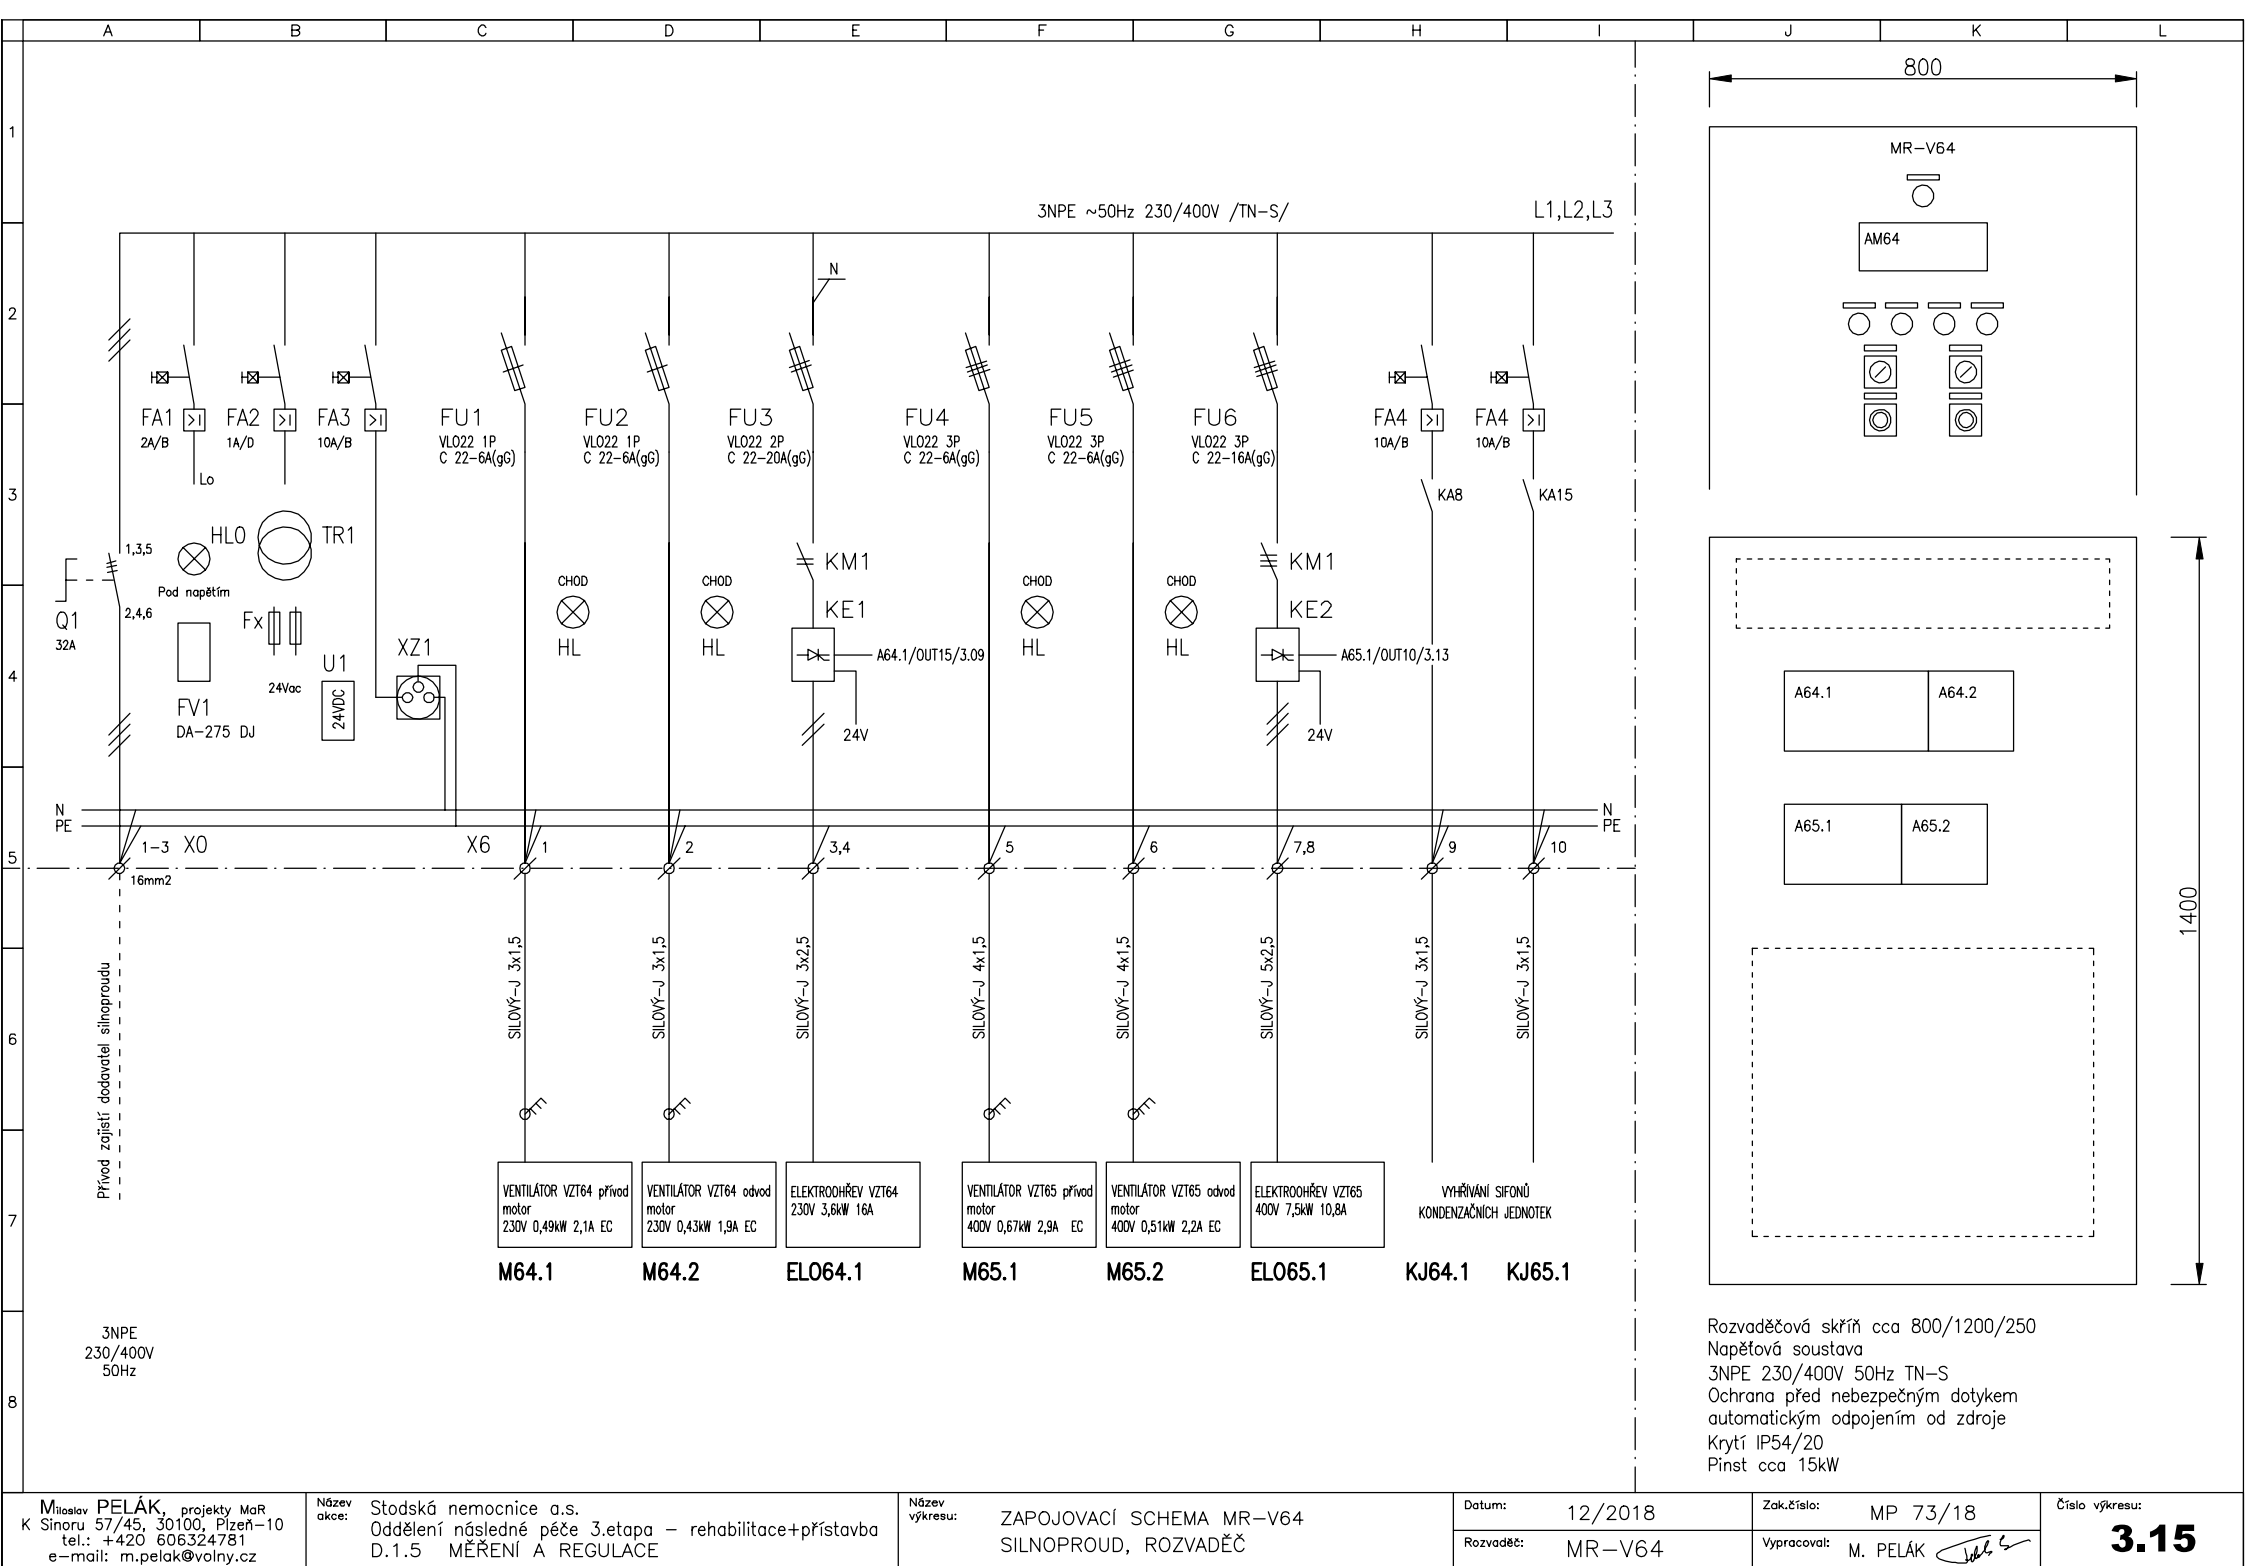 A B C D E F G H I J K L
1
2
3
4
5
6
7
8
3NPE ~50Hz 230/400V /TN-S/
L1,L2,L3
N
FA1
2A/B
FA2
1A/D
FA3
10A/B
FU1
VLO22 1P
C 22-6A(gG)
FU2
VLO22 1P
C 22-6A(gG)
FU3
VLO22 2P
C 22-20A(gG)
FU4
VLO22 3P
C 22-6A(gG)
FU5
VLO22 3P
C 22-6A(gG)
FU6
VLO22 3P
C 22-16A(gG)
FA4
10A/B
FA4
10A/B
Lo
KA8
KA15
HL0
TR1
1,3,5
Pod napětím
2,4,6
Q1
32A
Fx
24Vac
U1
24VDC
XZ1
FV1
DA-275 DJ
CHOD
HL
CHOD
HL
KM1
KE1
A64.1/OUT15/3.09
24V
CHOD
HL
CHOD
HL
KM1
KE2
A65.1/OUT10/3.13
24V
N
PE
N
PE
1-3 X0
X6
1
2
3,4
5
6
7,8
9
10
16mm2
Přívod zajistí dodavatel silnoproudu
SILOVÝ-J 3x1,5
SILOVÝ-J 3x1,5
SILOVÝ-J 3x2,5
SILOVÝ-J 4x1,5
SILOVÝ-J 4x1,5
SILOVÝ-J 5x2,5
SILOVÝ-J 3x1,5
SILOVÝ-J 3x1,5
VENTILÁTOR VZT64 přívod
motor
230V 0,49kW 2,1A EC
M64.1
VENTILÁTOR VZT64 odvod
motor
230V 0,43kW 1,9A EC
M64.2
ELEKTROOHŘEV VZT64
230V 3,6kW 16A
ELO64.1
VENTILÁTOR VZT65 přívod
motor
400V 0,67kW 2,9A EC
M65.1
VENTILÁTOR VZT65 odvod
motor
400V 0,51kW 2,2A EC
M65.2
ELEKTROOHŘEV VZT65
400V 7,5kW 10,8A
ELO65.1
VYHŘÍVÁNÍ SIFONŮ
KONDENZAČNÍCH JEDNOTEK
KJ64.1
KJ65.1
3NPE
230/400V
50Hz
800
MR-V64
AM64
A64.1
A64.2
A65.1
A65.2
1400
Rozvaděčová skříň cca 800/1200/250
Napěťová soustava
3NPE 230/400V 50Hz TN-S
Ochrana před nebezpečným dotykem
automatickým odpojením od zdroje
Krytí IP54/20
Pinst cca 15kW
Miloslav PELÁK, projekty MaR
K Sinoru 57/45, 30100, Plzeň-10
tel.: +420 606324781
e-mail: m.pelak@volny.cz
Název akce:
Stodská nemocnice a.s.
Oddělení následné péče 3.etapa - rehabilitace+přístavba
D.1.5 MĚŘENÍ A REGULACE
Název výkresu:
ZAPOJOVACÍ SCHEMA MR-V64
SILNOPROUD, ROZVADĚČ
Datum: 12/2018
Rozvaděč: MR-V64
Zak.číslo: MP 73/18
Vypracoval: M. PELÁK
Číslo výkresu:
3.15